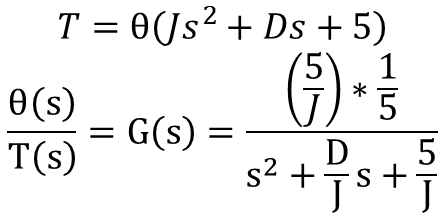 T = θ(Js² + Ds + 5)
θ(s)/T(s) = G(s) = ((5/J) * 1/5)/(s² + D/J s + 5/J)